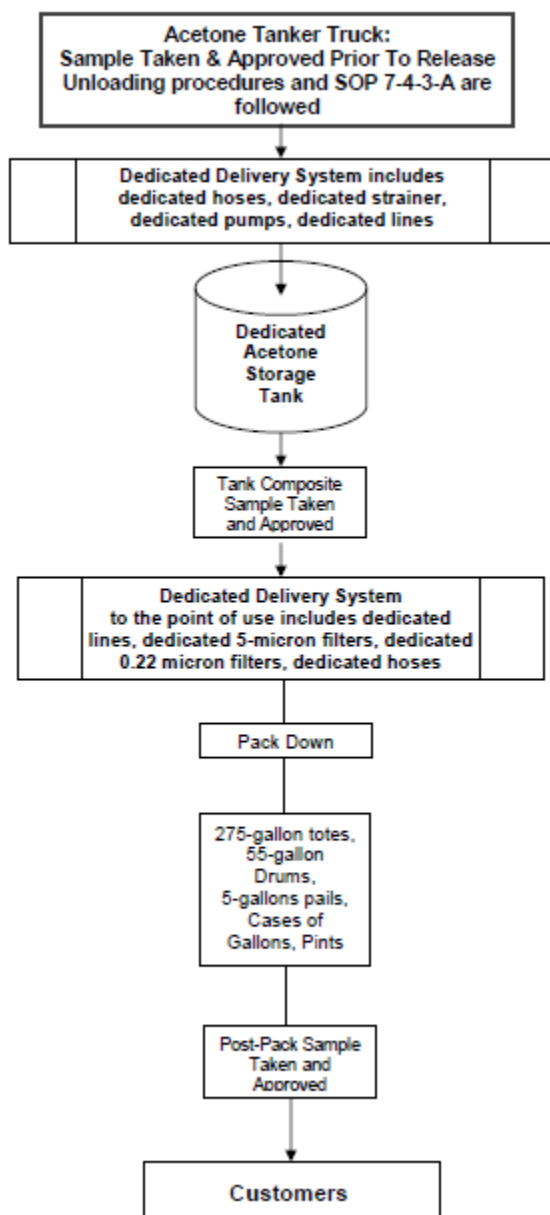 Acetone Tanker Truck:
Sample Taken & Approved Prior To Release
Unloading procedures and SOP 7-4-3-A are
followed
Dedicated Delivery System includes
dedicated hoses, dedicated strainer,
dedicated pumps, dedicated lines
Dedicated
Acetone
Storage
Tank
Tank Composite
Sample Taken
and Approved
Dedicated Delivery System
to the point of use includes dedicated
lines, dedicated 5-micron filters, dedicated
0.22 micron filters, dedicated hoses
Pack Down
275-gallon totes,
55-gallon
Drums,
5-gallons pails,
Cases of
Gallons, Pints
Post-Pack Sample
Taken and
Approved
Customers